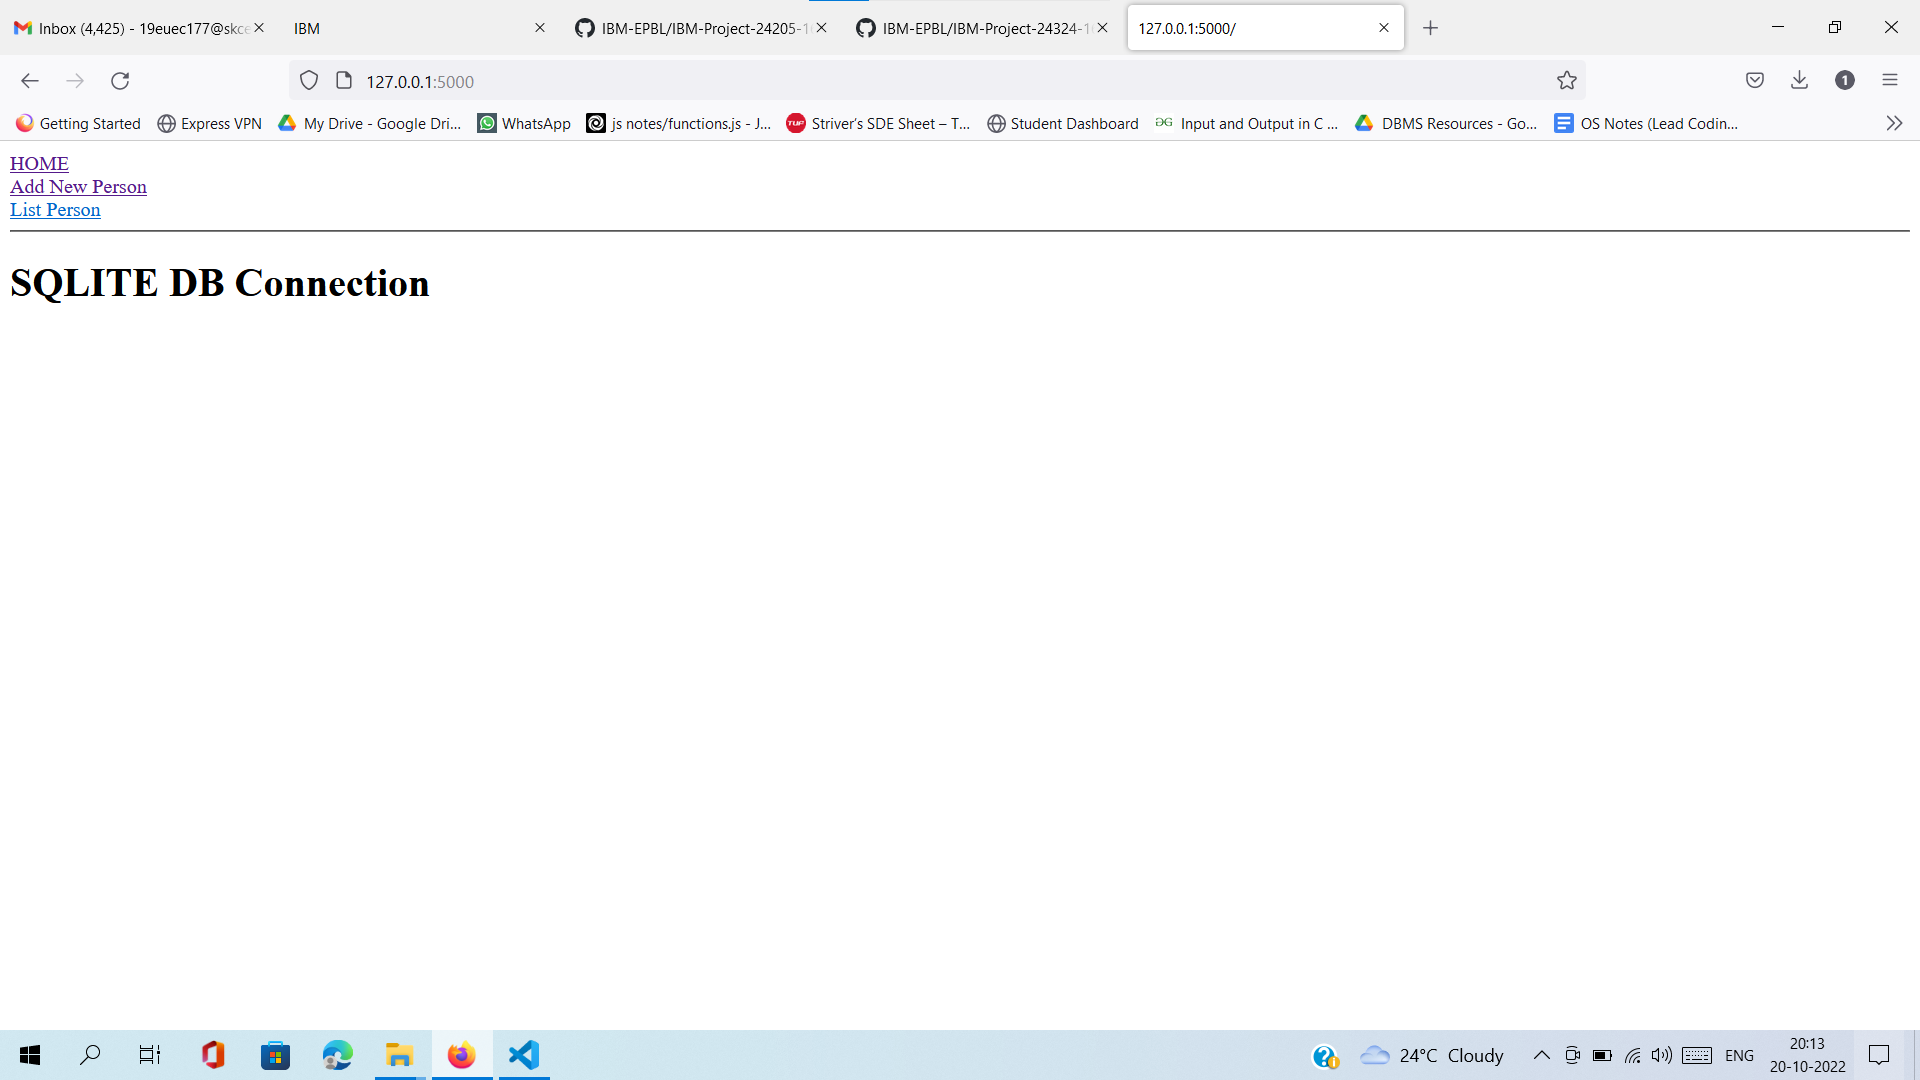 Inbox (4,425) - 19euec177@skce
IBM
IBM-EPBL/IBM-Project-24205-1
IBM-EPBL/IBM-Project-24324-1
127.0.0.1:5000/
127.0.0.1:5000
1
Getting Started
Express VPN
My Drive - Google Dri...
WhatsApp
js notes/functions.js - J...
TUF
Striver's SDE Sheet – T...
Student Dashboard
Input and Output in C ...
DBMS Resources - Go...
OS Notes (Lead Codin...
HOME
Add New Person
List Person
SQLITE DB Connection
24°C Cloudy
ENG
20:13
20-10-2022